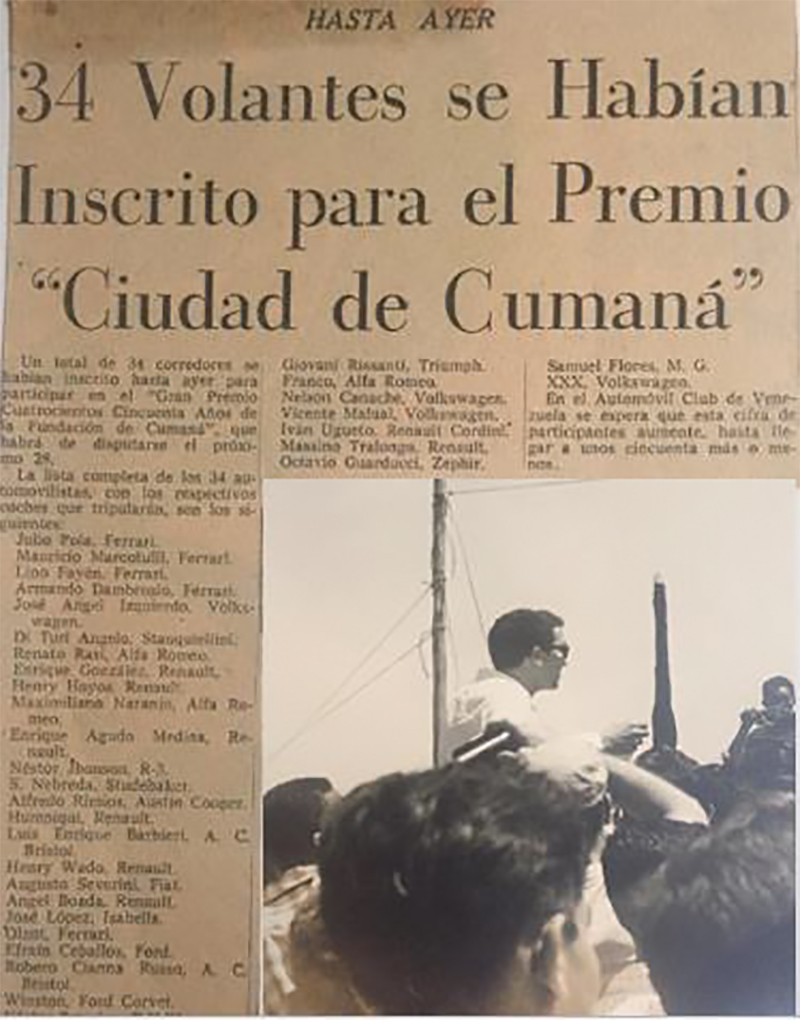 HASTA AYER
34 Volantes se Habían
Inscrito para el Premio
“Ciudad de Cumaná”
Un total de 34 corredores se
habían inscrito hasta ayer para
participar en el "Gran Premio
Cuatrocientos Cincuenta Años de
la Fundación de Cumaná", que
habrá de disputarse el próxi-
mo 28.
La lista completa de los 34 au-
tomovilistas, con los respectivos
coches que tripularán, son los si-
guientes:
Julio Pola, Ferrari.
Mauricio Marcotulli, Ferrari.
Lino Fayen, Ferrari.
Armando Dambrosio, Ferrari.
José Angel Izquierdo, Volks-
wagen.
Di Turi Angelo, Stanquiellini.
Renato Rasi, Alfa Romeo.
Enrique González, Renault.
Henry Hoyos, Renault.
Maximiliano Naranjo, Alfa Ro-
meo.
Enrique Agudo Medina, Re-
nault.
Néstor Jhonson, R-3.
S. Nebreda, Studebaker.
Alfredo Austin Cooper.
Renault.
Luis Enrique Barbieri, A. C.
Bristol.
Henry Wado, Renault.
Augusto Severini, Fiat.
Angel Boada, Renault.
José López, Isabella.
Ferrari.
Efraín Ceballos, Ford.
Robero Cianna Russo, A. C.
Bristol.
Winston, Ford Corvet.
Giovani Rissanti, Triumph.
Franco, Alfa Romeo.
Nelson Canache, Volkswagen.
Vicente Malual, Volkswagen.
Iván Ugueto, Renault Cordini.
Massino Tralonga, Renault.
Octavio Guarducci, Zephir.
Samuel Flores, M. G.
XXX, Volkswagen.
En el Automóvil Club de Vene-
zuela se espera que esta cifra de
participantes aumente, hasta lle-
gar a unos cincuenta más o me-
nos.